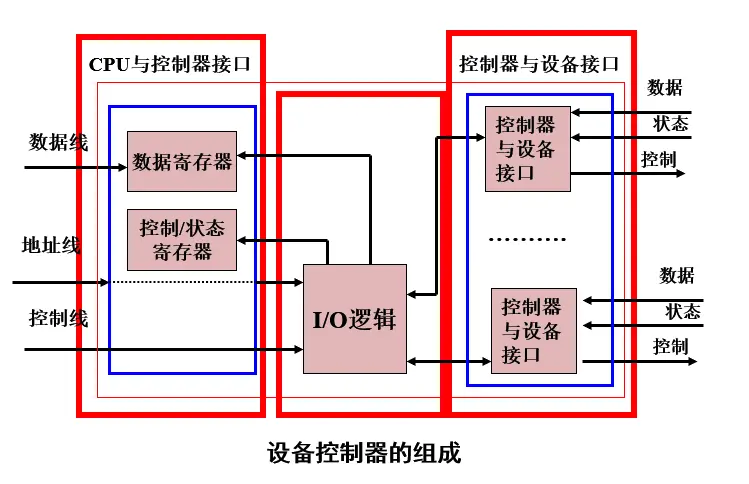 CPU与控制器接口
控制器与设备接口
数据线
数据寄存器
控制/状态
寄存器
地址线
控制线
I/O逻辑
控制器
与设备
接口
数据
状态
控制
控制器
与设备
接口
数据
状态
控制
设备控制器的组成